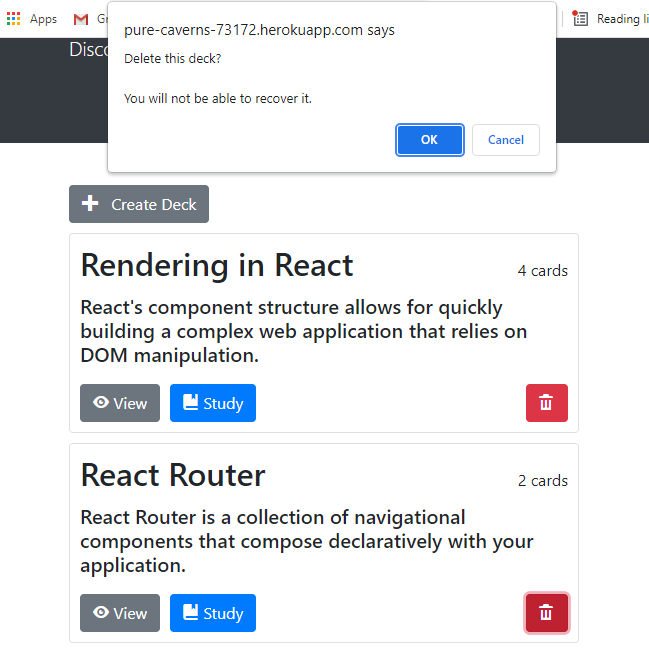 Apps
pure-caverns-73172.herokuapp.com says
Reading li
Disco
Delete this deck?
You will not be able to recover it.
OK
Cancel
Create Deck
Rendering in React
4 cards
React's component structure allows for quickly
building a complex web application that relies on
DOM manipulation.
View
Study
React Router
2 cards
React Router is a collection of navigational
components that compose declaratively with your
application.
View
Study